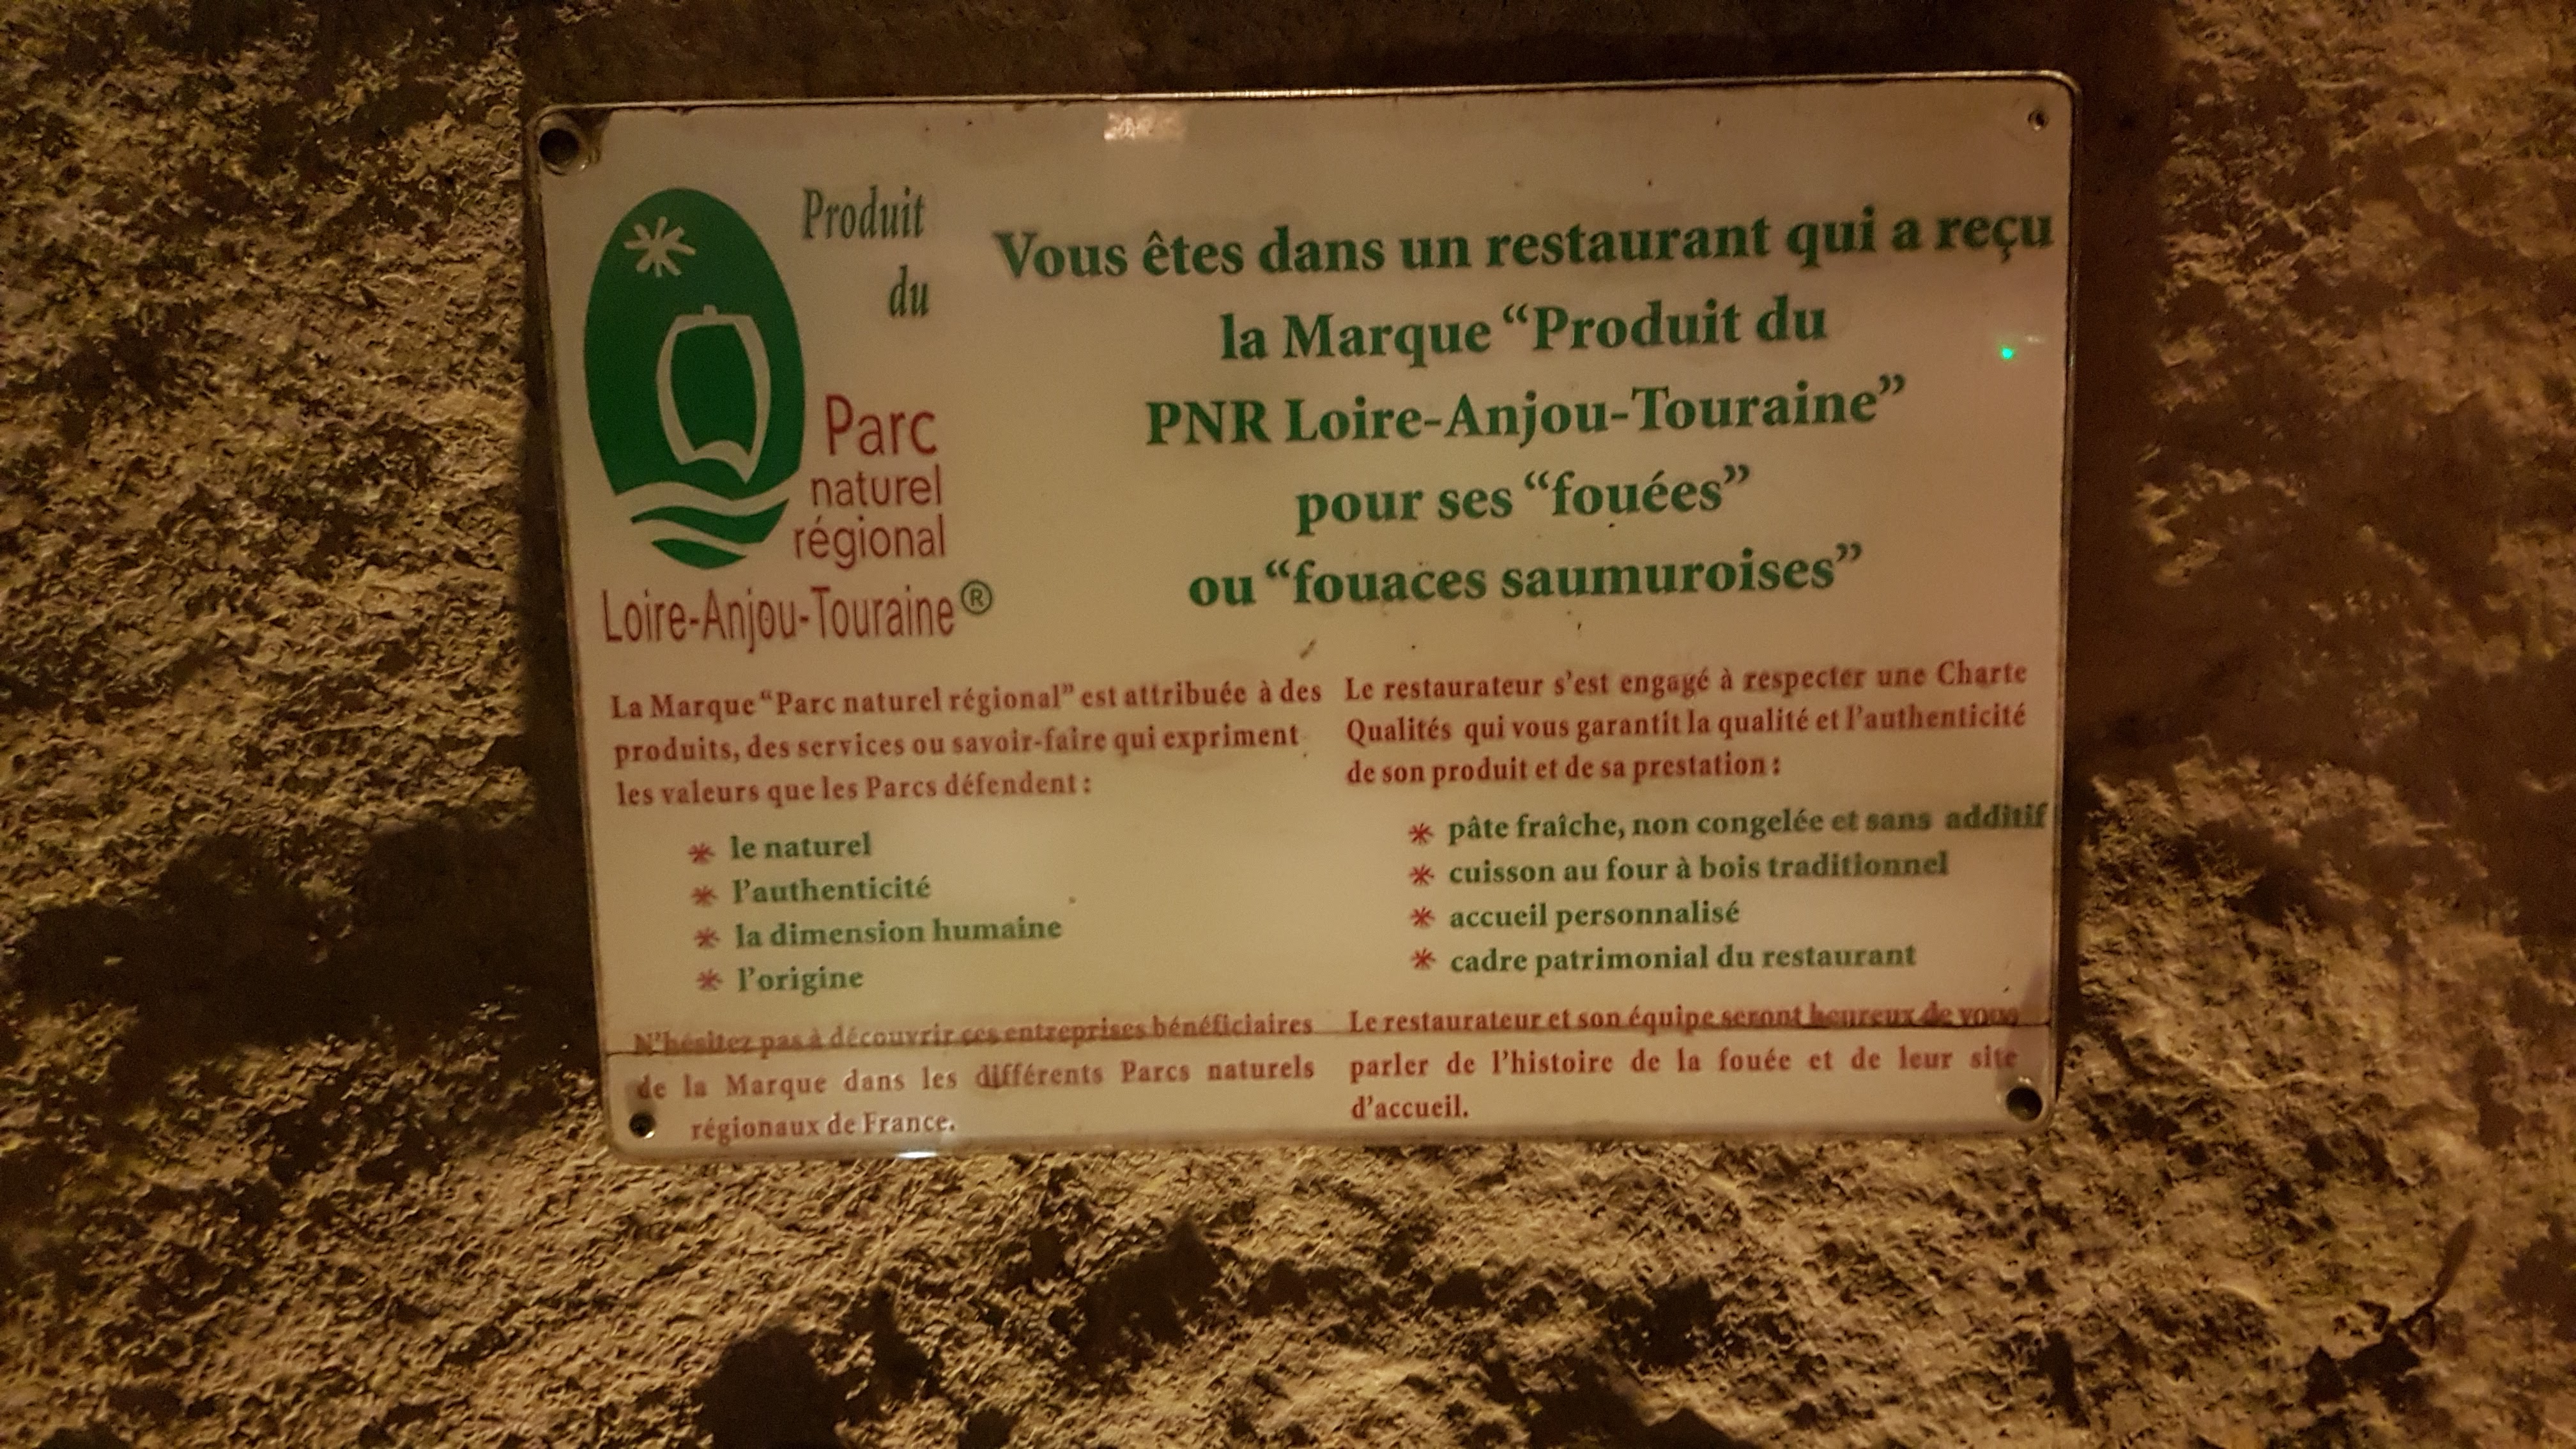 Produit
du
Parc
naturel
régional
Loire-Anjou-Touraine®
Vous êtes dans un restaurant qui a reçu
la Marque “Produit du
PNR Loire-Anjou-Touraine”
pour ses “fouées”
ou “fouaces saumuroises”
La Marque “Parc naturel régional” est attribuée à des
produits, des services ou savoir-faire qui expriment
les valeurs que les Parcs défendent :
* le naturel
* l’authenticité
* la dimension humaine
* l’origine
N’hésitez pas à découvrir ces entreprises bénéficiaires
de la Marque dans les différents Parcs naturels
régionaux de France.
Le restaurateur s’est engagé à respecter une Charte
Qualités qui vous garantit la qualité et l’authenticité
de son produit et de sa prestation :
* pâte fraîche, non congelée et sans additif
* cuisson au four à bois traditionnel
* accueil personnalisé
* cadre patrimonial du restaurant
Le restaurateur et son équipe seront heureux de vous
parler de l’histoire de la fouée et de leur site
d’accueil.